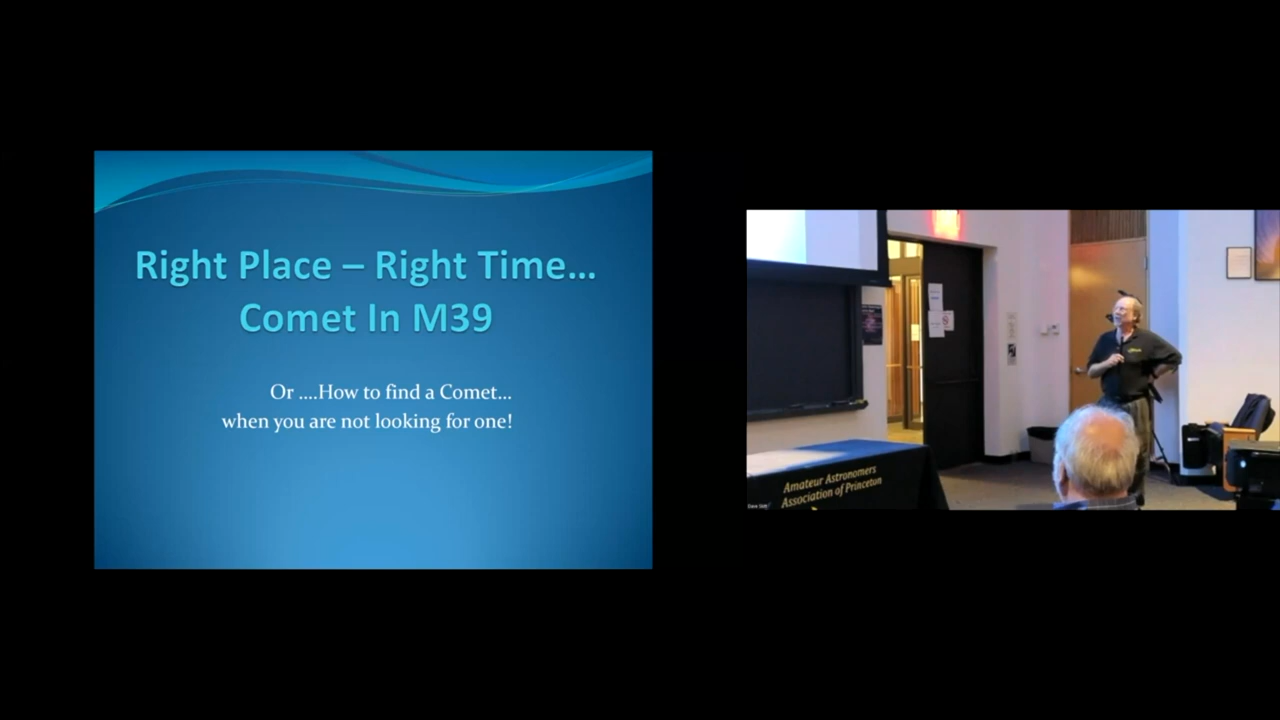 Right Place – Right Time...
Comet In M39
Or ....How to find a Comet...
when you are not looking for one!
Amateur Astronomers
Association of Princeton